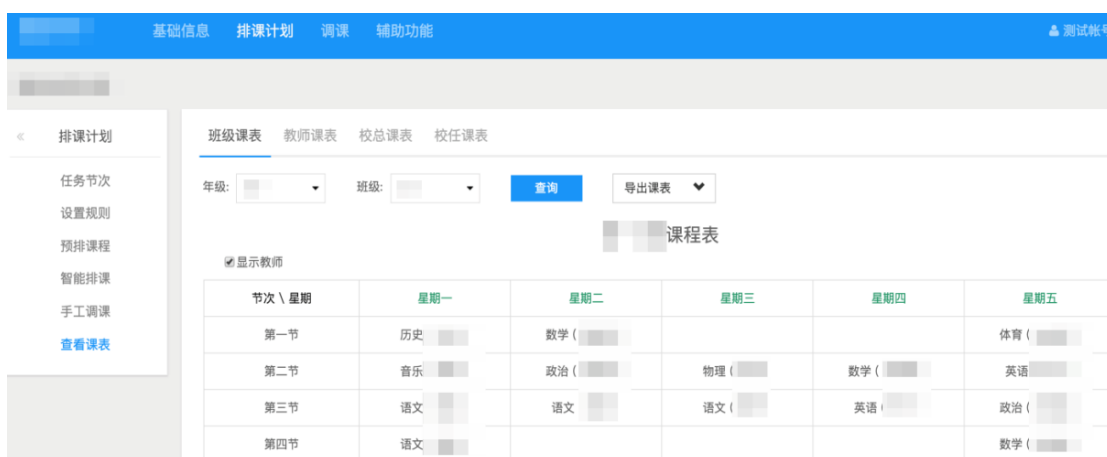 基础信息 排课计划 调课 辅助功能 测试帐号
« 排课计划
班级课表 教师课表 校总课表 校任课表
任务节次
设置规则
预排课程
智能排课
手工调课
查看课表
年级: 班级: 查询 导出课表
课程表
显示教师
节次 \ 星期 星期一 星期二 星期三 星期四 星期五
第一节 历史 数学 ( 体育 (
第二节 音乐 政治 ( 物理 ( 数学 ( 英语
第三节 语文 语文 语文 ( 英语 ( 政治 (
第四节 语文 数学 (